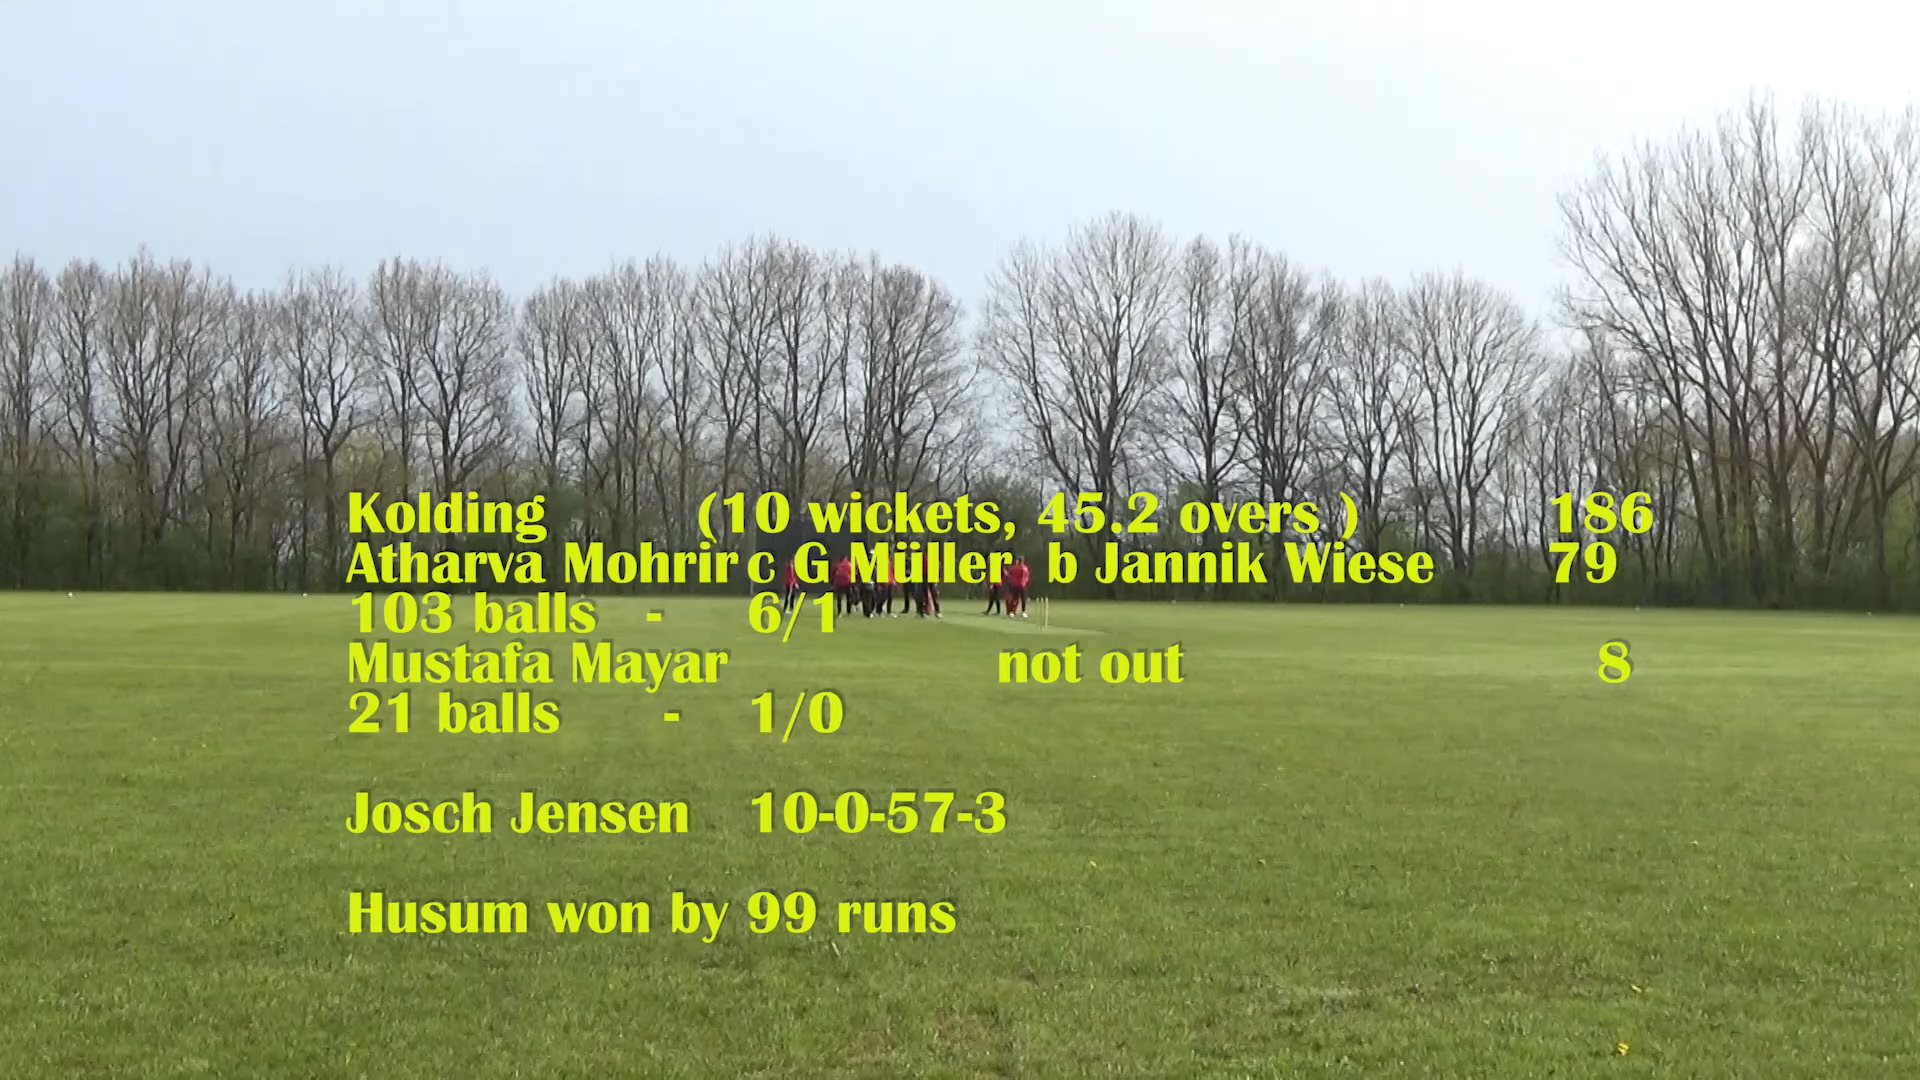 Kolding (10 wickets, 45.2 overs ) 186
Atharva Mohrir c G Müller b Jannik Wiese 79
103 balls - 6/1
Mustafa Mayar not out 8
21 balls - 1/0
Josch Jensen 10-0-57-3
Husum won by 99 runs